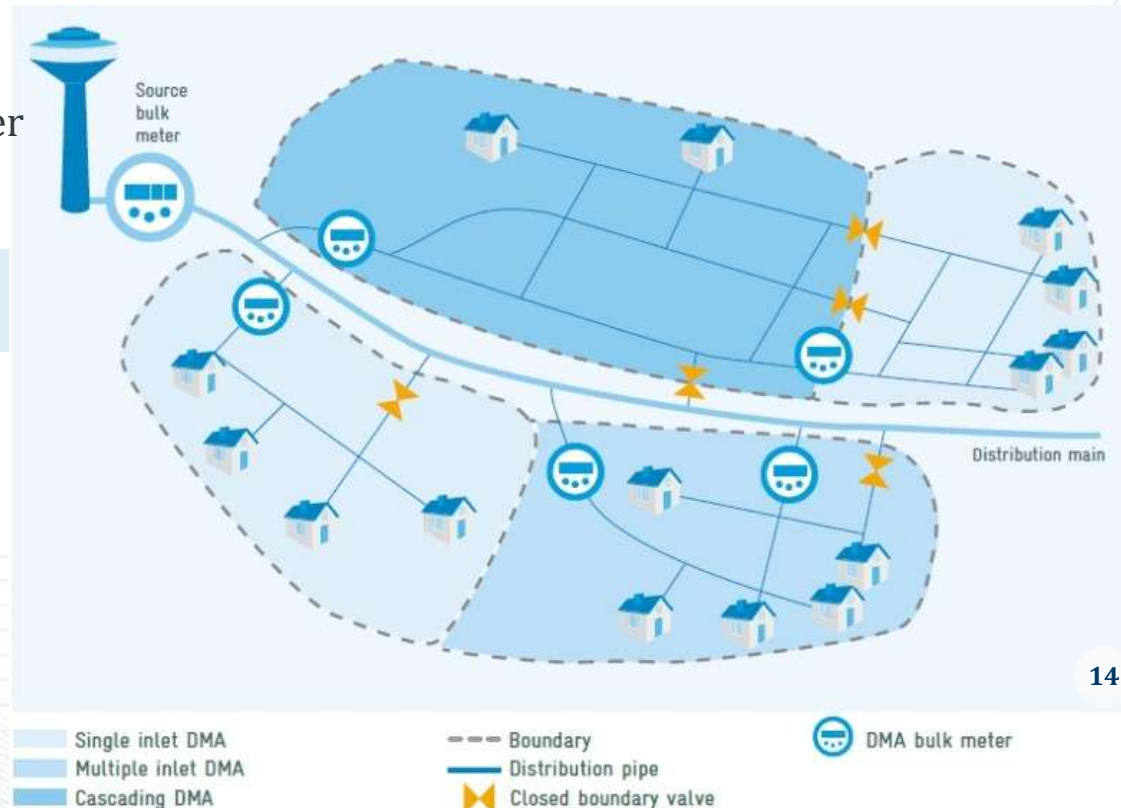 er
Source
bulk
meter
Distribution main
14
Single inlet DMA
Multiple inlet DMA
Cascading DMA
Boundary
Distribution pipe
Closed boundary valve
DMA bulk meter